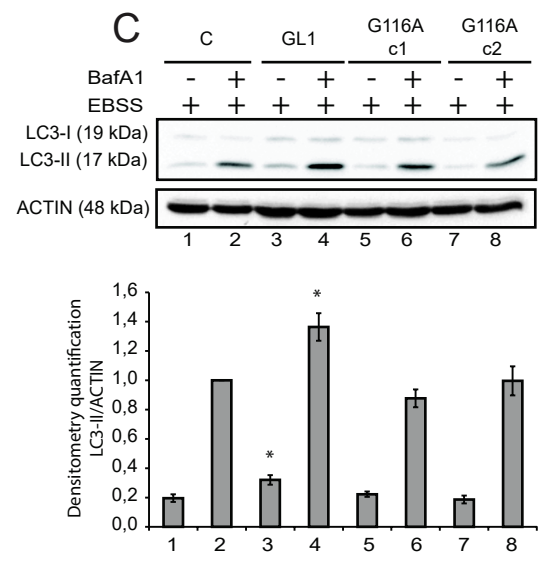 C
C GL1 G116A c1 G116A c2
BafA1 - + - + - + - +
EBSS + + + + + + + +
LC3-I (19 kDa)
LC3-II (17 kDa)
ACTIN (48 kDa)
1 2 3 4 5 6 7 8
Densitometry quantification
LC3-II/ACTIN
1,6
1,4
1,2
1,0
0,8
0,6
0,4
0,2
0,0
* *
1 2 3 4 5 6 7 8